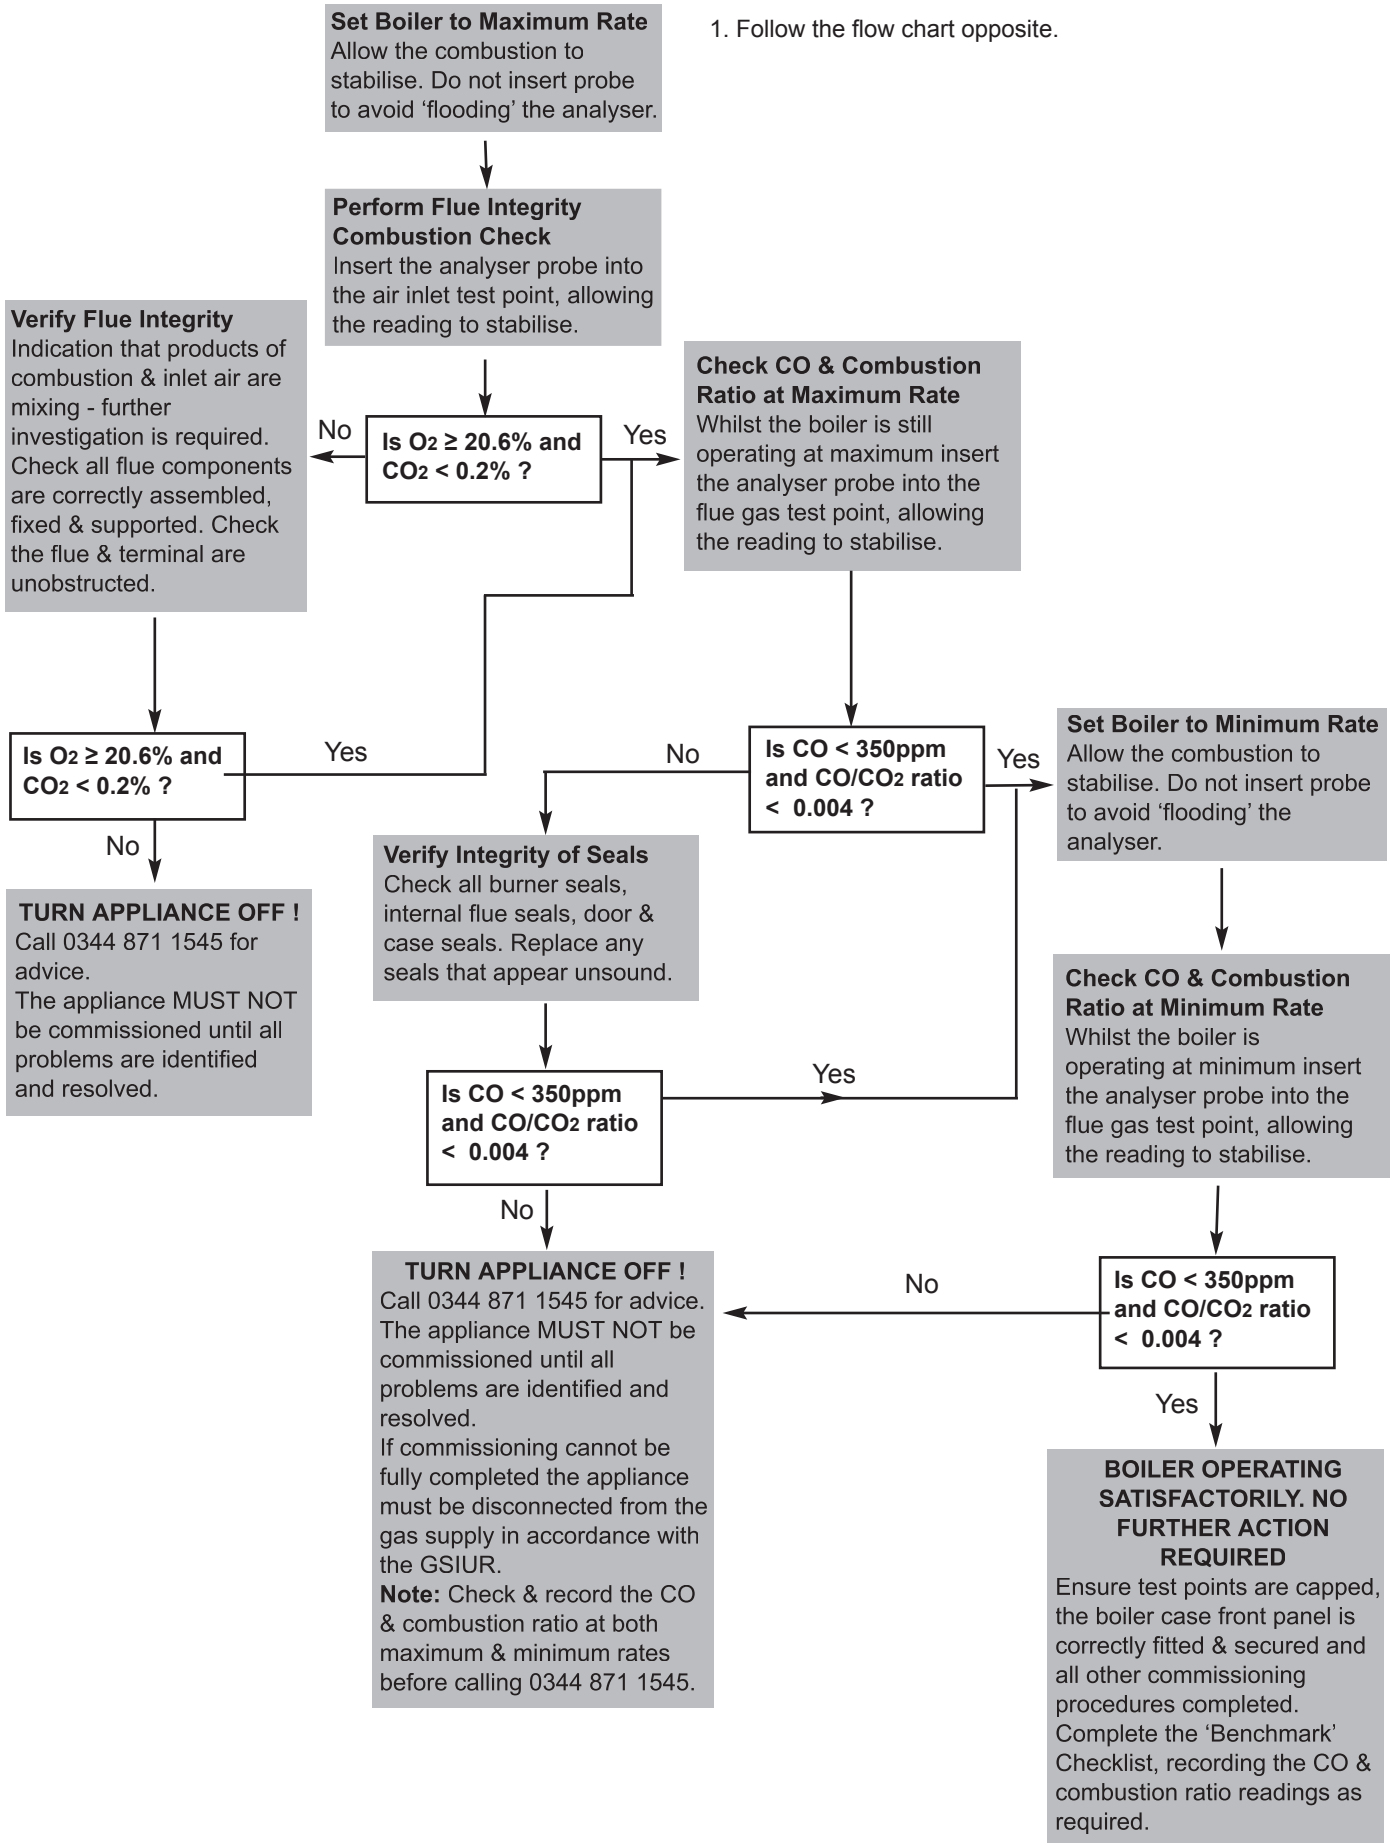 Set Boiler to Maximum Rate
Allow the combustion to
stabilise. Do not insert probe
to avoid ‘flooding’ the analyser.
1. Follow the flow chart opposite.
Perform Flue Integrity
Combustion Check
Insert the analyser probe into
the air inlet test point, allowing
the reading to stabilise.
Is O2 ≥ 20.6% and
CO2 < 0.2% ?
No
Yes
Verify Flue Integrity
Indication that products of
combustion & inlet air are
mixing - further
investigation is required.
Check all flue components
are correctly assembled,
fixed & supported. Check
the flue & terminal are
unobstructed.
Is O2 ≥ 20.6% and
CO2 < 0.2% ?
Yes
No
TURN APPLIANCE OFF !
Call 0344 871 1545 for
advice.
The appliance MUST NOT
be commissioned until all
problems are identified
and resolved.
Check CO & Combustion
Ratio at Maximum Rate
Whilst the boiler is still
operating at maximum insert
the analyser probe into the
flue gas test point, allowing
the reading to stabilise.
Is CO < 350ppm
and CO/CO2 ratio
< 0.004 ?
No
Yes
Verify Integrity of Seals
Check all burner seals,
internal flue seals, door &
case seals. Replace any
seals that appear unsound.
Is CO < 350ppm
and CO/CO2 ratio
< 0.004 ?
Yes
No
TURN APPLIANCE OFF !
Call 0344 871 1545 for advice.
The appliance MUST NOT be
commissioned until all
problems are identified and
resolved.
If commissioning cannot be
fully completed the appliance
must be disconnected from the
gas supply in accordance with
the GSIUR.
Note: Check & record the CO
& combustion ratio at both
maximum & minimum rates
before calling 0344 871 1545.
Set Boiler to Minimum Rate
Allow the combustion to
stabilise. Do not insert probe
to avoid ‘flooding’ the
analyser.
Check CO & Combustion
Ratio at Minimum Rate
Whilst the boiler is
operating at minimum insert
the analyser probe into the
flue gas test point, allowing
the reading to stabilise.
Is CO < 350ppm
and CO/CO2 ratio
< 0.004 ?
No
Yes
BOILER OPERATING
SATISFACTORILY. NO
FURTHER ACTION
REQUIRED
Ensure test points are capped,
the boiler case front panel is
correctly fitted & secured and
all other commissioning
procedures completed.
Complete the ‘Benchmark’
Checklist, recording the CO &
combustion ratio readings as
required.